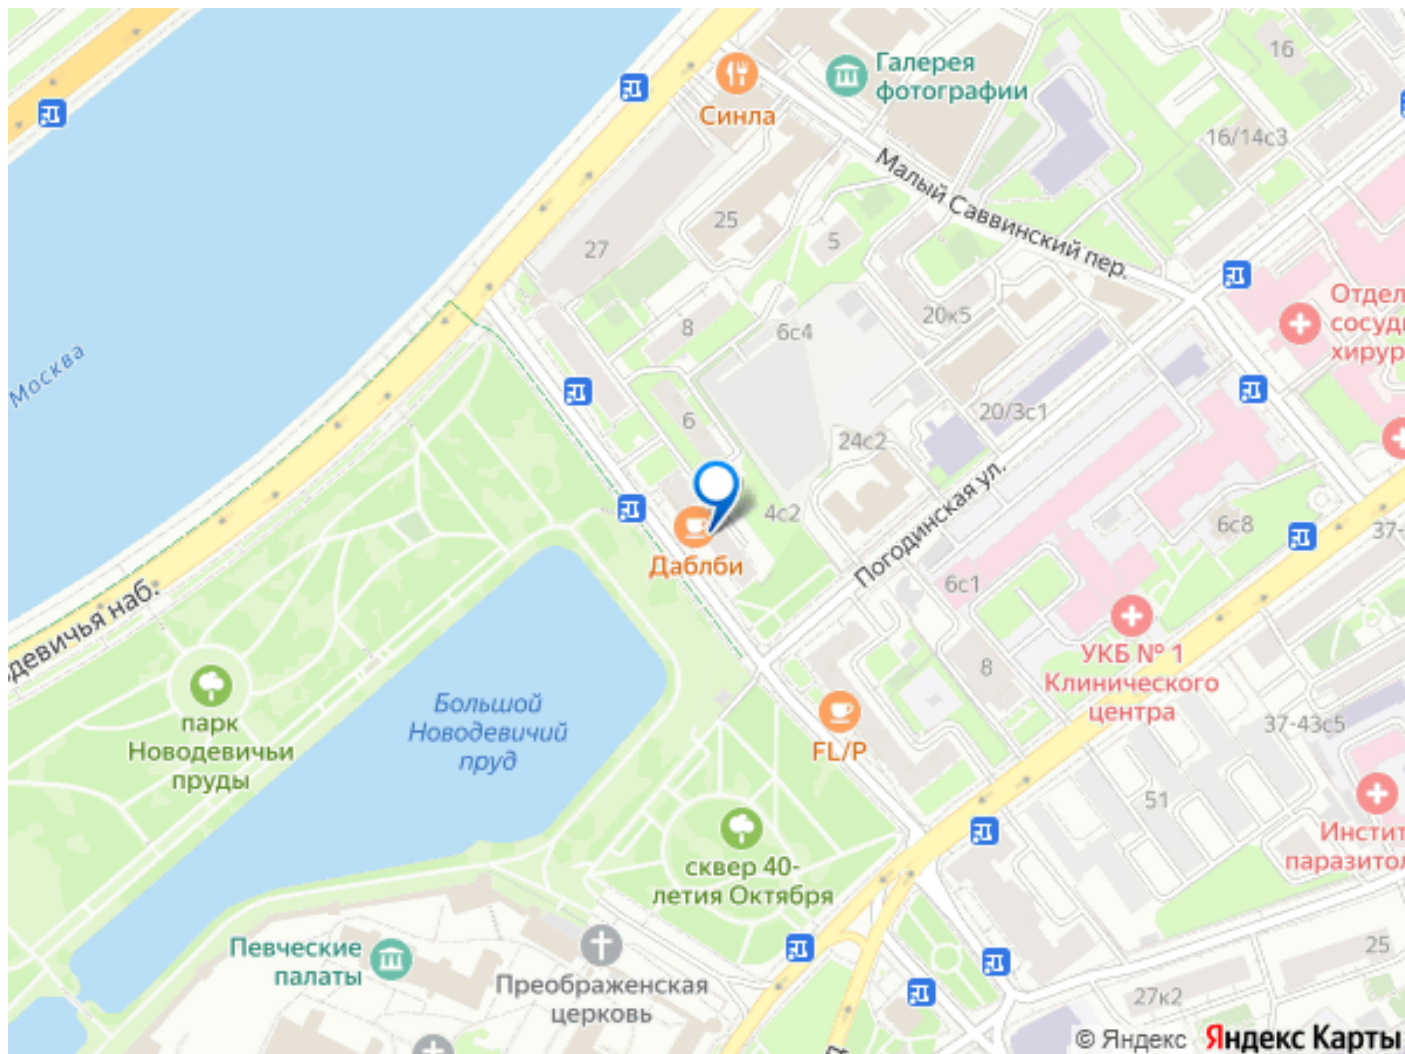 Синла
Галерея
фотографии
16
16/14с3
Малый Саввинский пер.
25
27
5
Отдел
сосуд
хирур
20к5
8
6с4
Москва
6
20/3с1
24с2
4с2
Погодинская ул.
6с8
37-
Даблби
6с1
УКБ № 1
Клинического
центра
8
девичья наб.
парк
Новодевичьи
пруды
Большой
Новодевичий
пруд
FL/P
37-43с5
51
Инстит
паразитол
сквер 40-
летия Октября
Певческие
палаты
Преображенская
церковь
25
27к2
© Яндекс Яндекс Карты